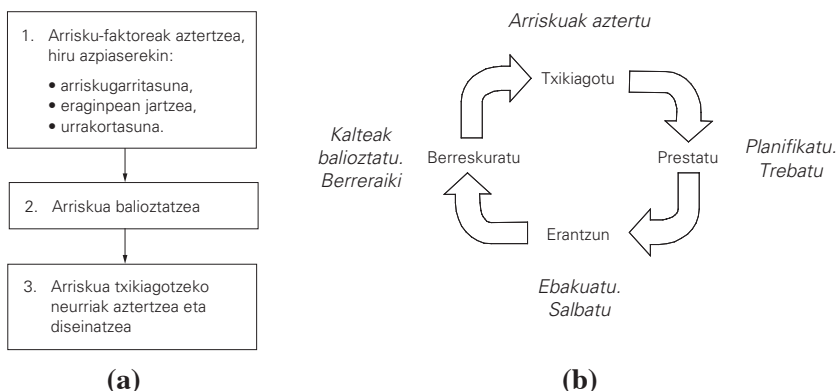 1. Arrisku-faktoreak aztertzea,
hiru azpiaserekin:
• arriskugarritasuna,
• eraginpean jartzea,
• urrakortasuna.
2. Arriskua balioztatzea
3. Arriskua txikiagotzeko
neurriak aztertzea eta
diseinatzea
(a)
Arriskuak aztertu
Txikiagotu
Kalteak
balioztatu.
Berreraiki
Berreskuratu
Prestatu
Planifikatu.
Trebatu
Erantzun
Ebakuatu.
Salbatu
(b)